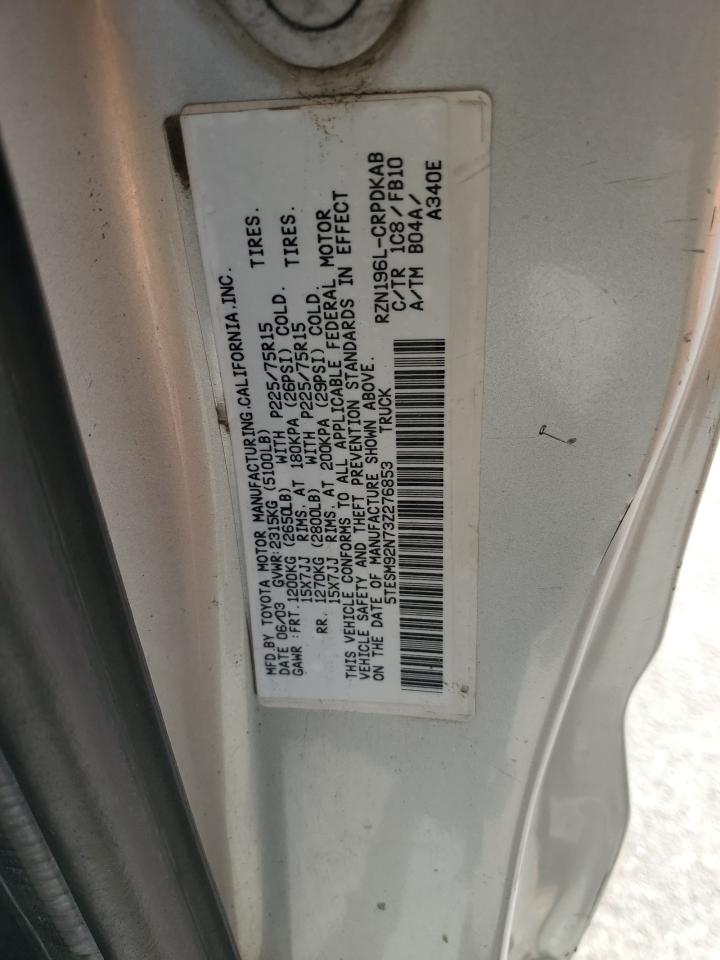 MFD.BY TOYOTA MOTOR MANUFACTURING.CALIFORNIA.INC.
DATE 06/03 GVWR:2315KG (5100LB)
GAWR :FRT.1200KG (2650LB) WITH P225/75R15 TIRES.
15X7JJ RIMS. AT 180KPA (26PSI) COLD.
RR. 1270KG (2800LB) WITH P225/75R15 TIRES.
15X7JJ RIMS. AT 200KPA (29PSI) COLD.
THIS VEHICLE CONFORMS TO ALL APPLICABLE FEDERAL MOTOR
VEHICLE SAFETY AND THEFT PREVENTION STANDARDS IN EFFECT
ON THE DATE OF MANUFACTURE SHOWN ABOVE.
5TESM92N73Z276853 TRUCK
RZN196L-CRPDKAB
C/TR 1C8/FB10
A/TM B04A/
A340E